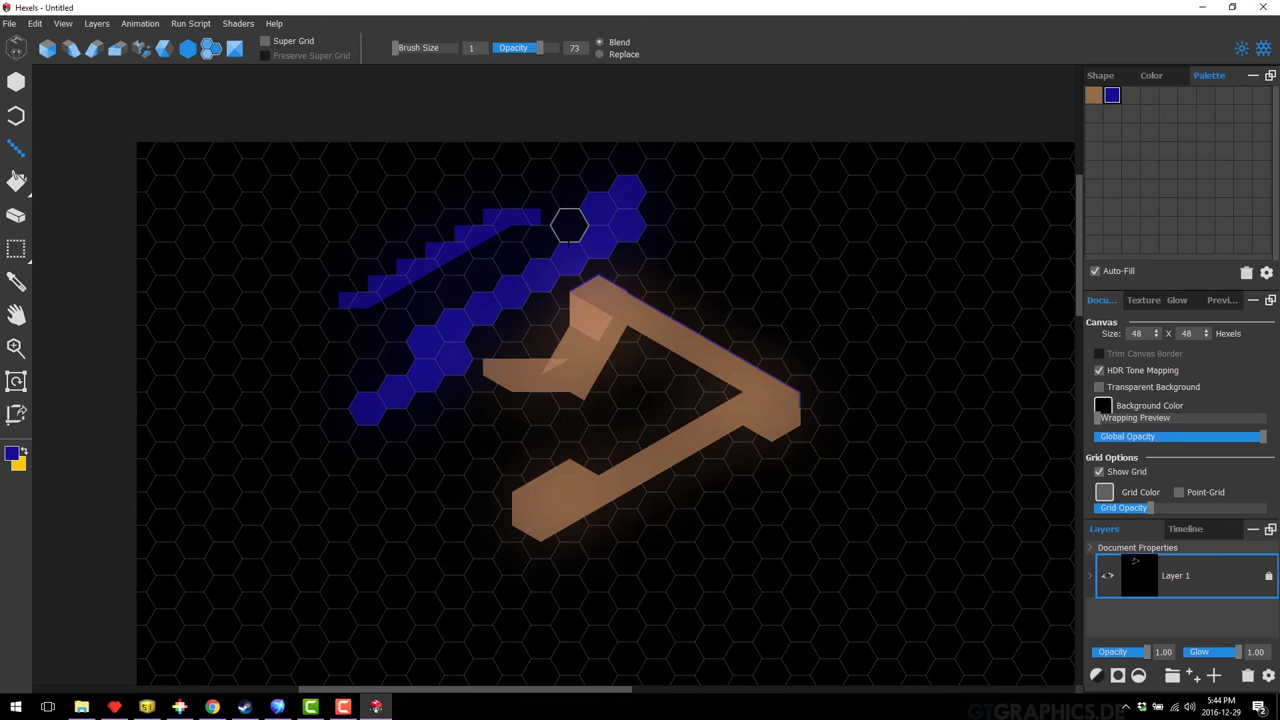 Hexels - Untitled
File Edit View Layers Animation Run Script Shaders Help
Super Grid
Preserve Super Grid
Brush Size 1 Opacity 73
Blend
Replace
Shape Color Palette
Auto-Fill
Docu... Texture Glow Previ...
Canvas
Size: 48 X 48 Hexels
Trim Canvas Border
HDR Tone Mapping
Transparent Background
Background Color
Wrapping Preview
Global Opacity
Grid Options
Show Grid
Grid Color Point-Grid
Grid Opacity
Layers Timeline
Document Properties
Layer 1
Opacity 1.00 Glow 1.00
GTGRAPHICS.DE
5:44 PM
2016-12-29